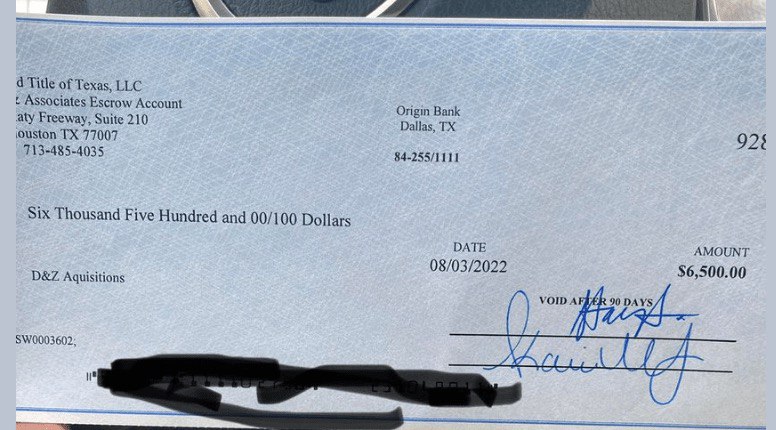 d Title of Texas, LLC
Associates Escrow Account
aty Freeway, Suite 210
ouston TX 77007
713-485-4035
Origin Bank
Dallas, TX
84-255/1111
928
Six Thousand Five Hundred and 00/100 Dollars
DATE
08/03/2022
AMOUNT
$6,500.00
D&Z Aquisitions
VOID AFTER 90 DAYS
SW0003602;